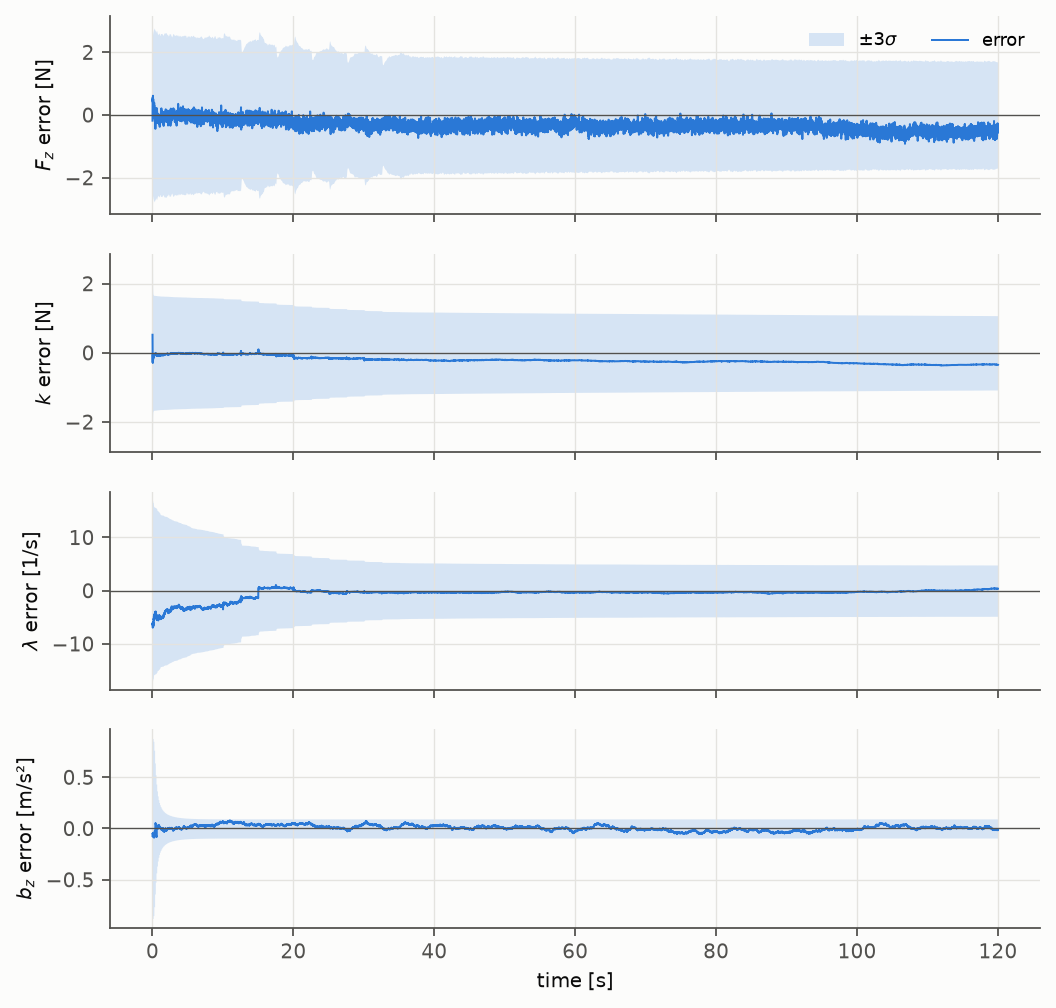 ±3σ error
F_z error [N]
2
0
−2
k error [N]
2
0
−2
λ error [1/s]
10
0
−10
b_z error [m/s²]
0.5
0.0
−0.5
0 20 40 60 80 100 120
time [s]